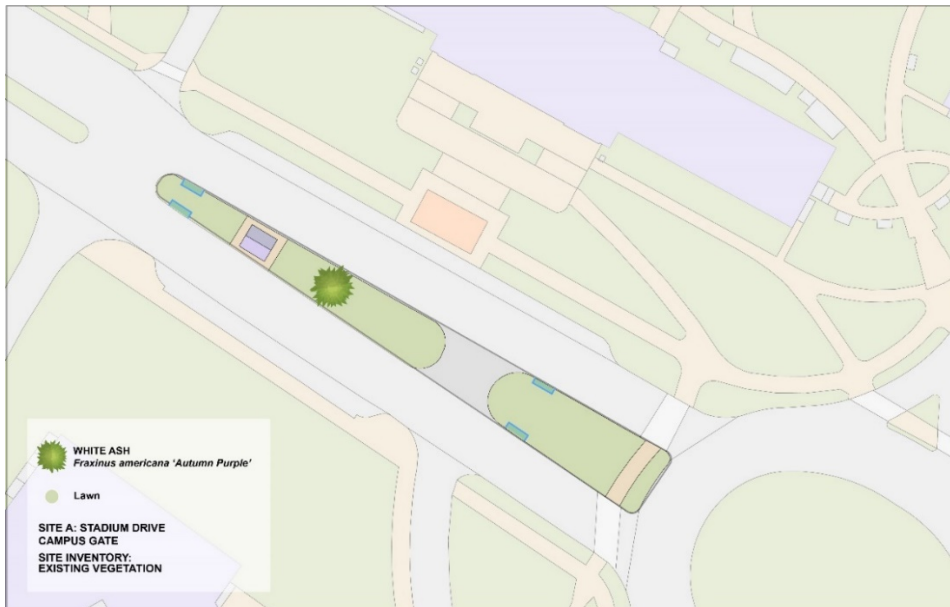 WHITE ASH
Fraxinus americana 'Autumn Purple'
Lawn
SITE A: STADIUM DRIVE
CAMPUS GATE
SITE INVENTORY:
EXISTING VEGETATION